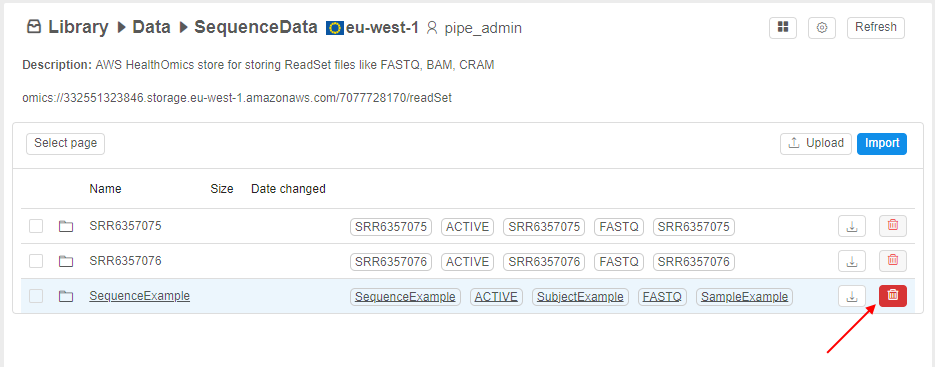 Library Data SequenceData eu-west-1 pipe_admin Refresh
Description: AWS HealthOmics store for storing ReadSet files like FASTQ, BAM, CRAM
omics://332551323846.storage.eu-west-1.amazonaws.com/7077728170/readSet
Select page Upload Import
Name Size Date changed
SRR6357075 SRR6357075 ACTIVE SRR6357075 FASTQ SRR6357075
SRR6357076 SRR6357076 ACTIVE SRR6357076 FASTQ SRR6357076
SequenceExample SequenceExample ACTIVE SubjectExample FASTQ SampleExample